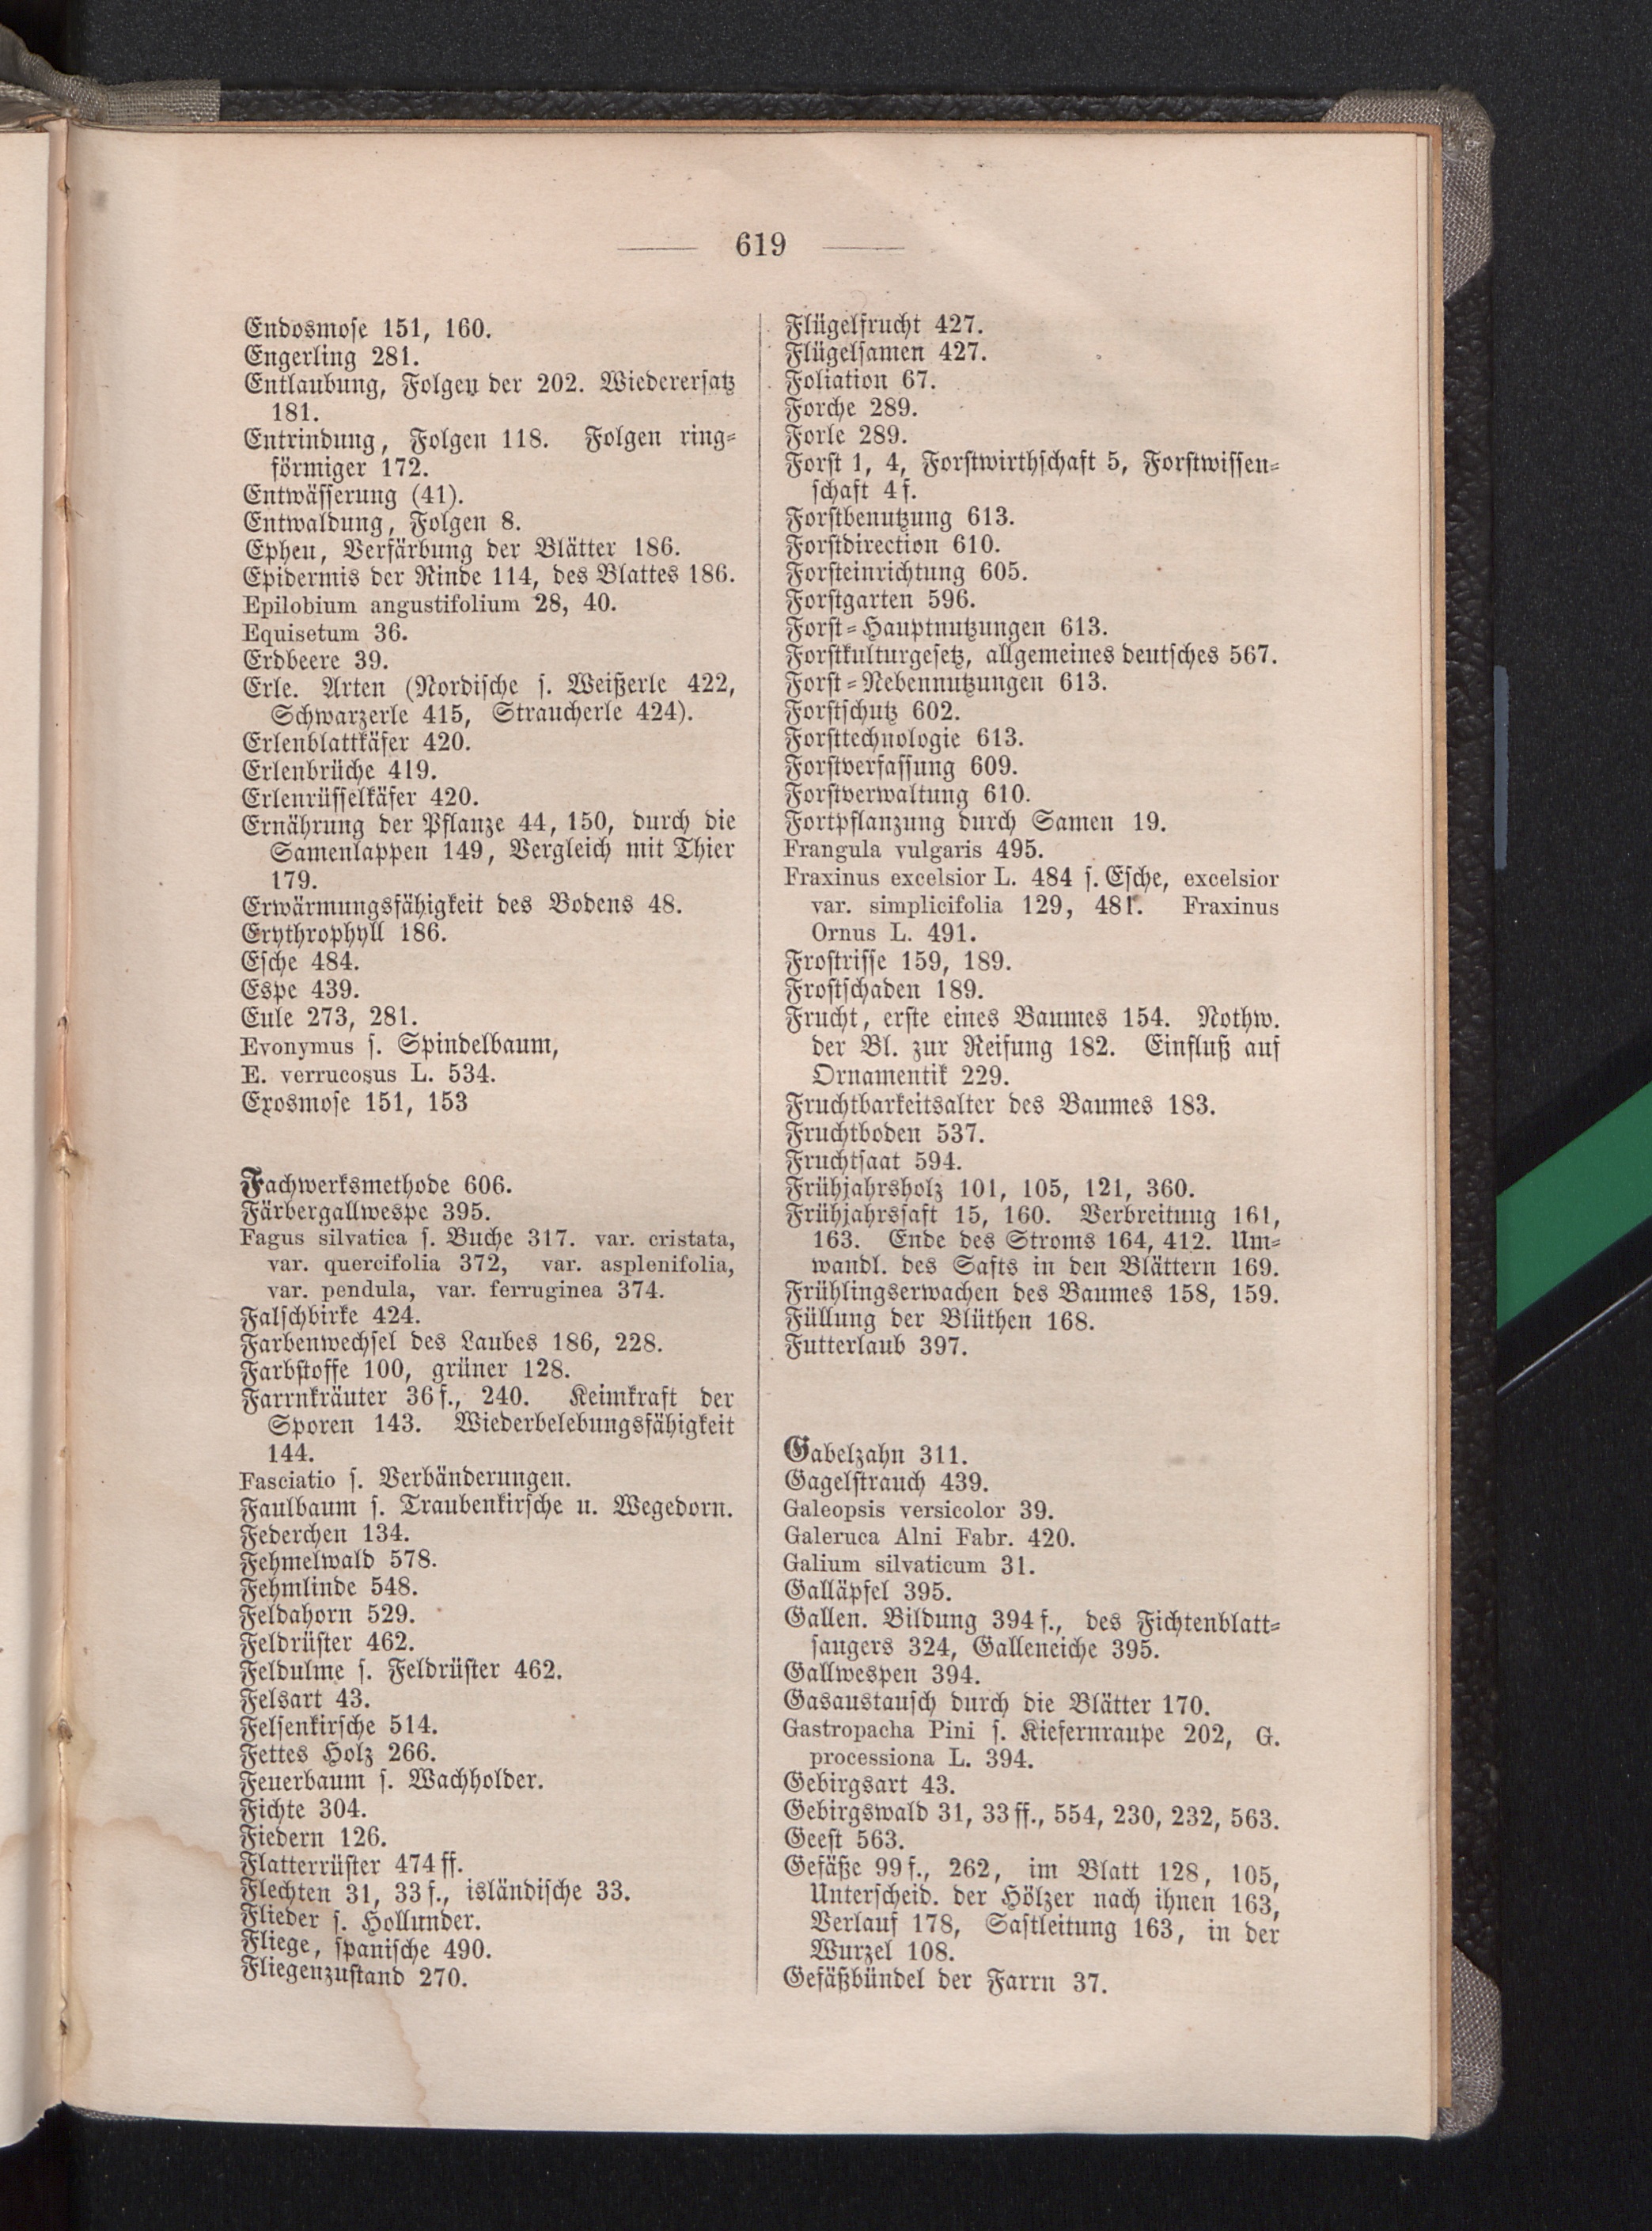 619
Endosmose 151, 160.
Engerling 281.
Entlaubung, Folgen der 202. Wiederersatz
181.
Entrindung, Folgen 118. Folgen ring-
förmiger 172.
Entwässerung (41).
Entwaldung, Folgen 8.
Epheu, Verfärbung der Blätter 186.
Epidermis der Rinde 114, des Blattes 186.
Epilobium angustifolium 28, 40.
Equisetum 36.
Erdbeere 39.
Erle. Arten (Nordische s. Weißerle 422,
Schwarzerle 415, Straucherle 424).
Erlenblattkäfer 420.
Erlenbrüche 419.
Erlenrüsselkäfer 420.
Ernährung der Pflanze 44, 150, durch die
Samenlappen 149, Vergleich mit Thier
179.
Erwärmungsfähigkeit des Bodens 48.
Erythrophyll 186.
Esche 484.
Espe 439.
Eule 273, 281.
Evonymus s. Spindelbaum,
E. verrucosus L. 534.
Exosmose 151, 153
Fachwerksmethode 606.
Färbergallwespe 395.
Fagus silvatica s. Buche 317. var. cristata,
var. quercifolia 372, var. asplenifolia,
var. pendula, var. ferruginea 374.
Falschbirke 424.
Farbenwechsel des Laubes 186, 228.
Farbstoffe 100, grüner 128.
Farrnkräuter 36 f., 240. Keimkraft der
Sporen 143. Wiederbelebungsfähigkeit
144.
Fasciatio s. Verbänderungen.
Faulbaum s. Traubenkirsche u. Wegedorn.
Federchen 134.
Fehmelwald 578.
Fehmlinde 548.
Feldahorn 529.
Feldrüster 462.
Feldulme s. Feldrüster 462.
Felsart 43.
Felsenkirsche 514.
Fettes Holz 266.
Feuerbaum s. Wachholder.
Fichte 304.
Fiedern 126.
Flatterrüster 474 ff.
Flechten 31, 33 f., isländische 33.
Flieder s. Hollunder.
Fliege, spanische 490.
Fliegenzustand 270.
Flügelfrucht 427.
Flügelsamen 427.
Foliation 67.
Forche 289.
Forle 289.
Forst 1, 4, Forstwirthschaft 5, Forstwissen-
schaft 4 f.
Forstbenutzung 613.
Forstdirection 610.
Forsteinrichtung 605.
Forstgarten 596.
Forst-Hauptnutzungen 613.
Forstkulturgesetz, allgemeines deutsches 567.
Forst-Nebennutzungen 613.
Forstschutz 602.
Forsttechnologie 613.
Forstverfassung 609.
Forstverwaltung 610.
Fortpflanzung durch Samen 19.
Frangula vulgaris 495.
Fraxinus excelsior L. 484 s. Esche, excelsior
var. simplicifolia 129, 481. Fraxinus
Ornus L. 491.
Frostrisse 159, 189.
Frostschaden 189.
Frucht, erste eines Baumes 154. Nothw.
der Bl. zur Reifung 182. Einfluß auf
Ornamentik 229.
Fruchtbarkeitsalter des Baumes 183.
Fruchtboden 537.
Fruchtsaat 594.
Frühjahrsholz 101, 105, 121, 360.
Frühjahrssaft 15, 160. Verbreitung 161,
163. Ende des Stroms 164, 412. Um-
wandl. des Safts in den Blättern 169.
Frühlingserwachen des Baumes 158, 159.
Füllung der Blüthen 168.
Futterlaub 397.
Gabelzahn 311.
Gagelstrauch 439.
Galeopsis versicolor 39.
Galeruca Alni Fabr. 420.
Galium silvaticum 31.
Galläpfel 395.
Gallen. Bildung 394 f., des Fichtenblatt-
saugers 324, Galleneiche 395.
Gallwespen 394.
Gasaustausch durch die Blätter 170.
Gastropacha Pini s. Kiefernraupe 202, G.
processiona L. 394.
Gebirgsart 43.
Gebirgswald 31, 33 ff., 554, 230, 232, 563.
Geest 563.
Gefäße 99 f., 262, im Blatt 128, 105,
Unterscheid. der Hölzer nach ihnen 163,
Verlauf 178, Saftleitung 163, in der
Wurzel 108.
Gefäßbündel der Farrn 37.